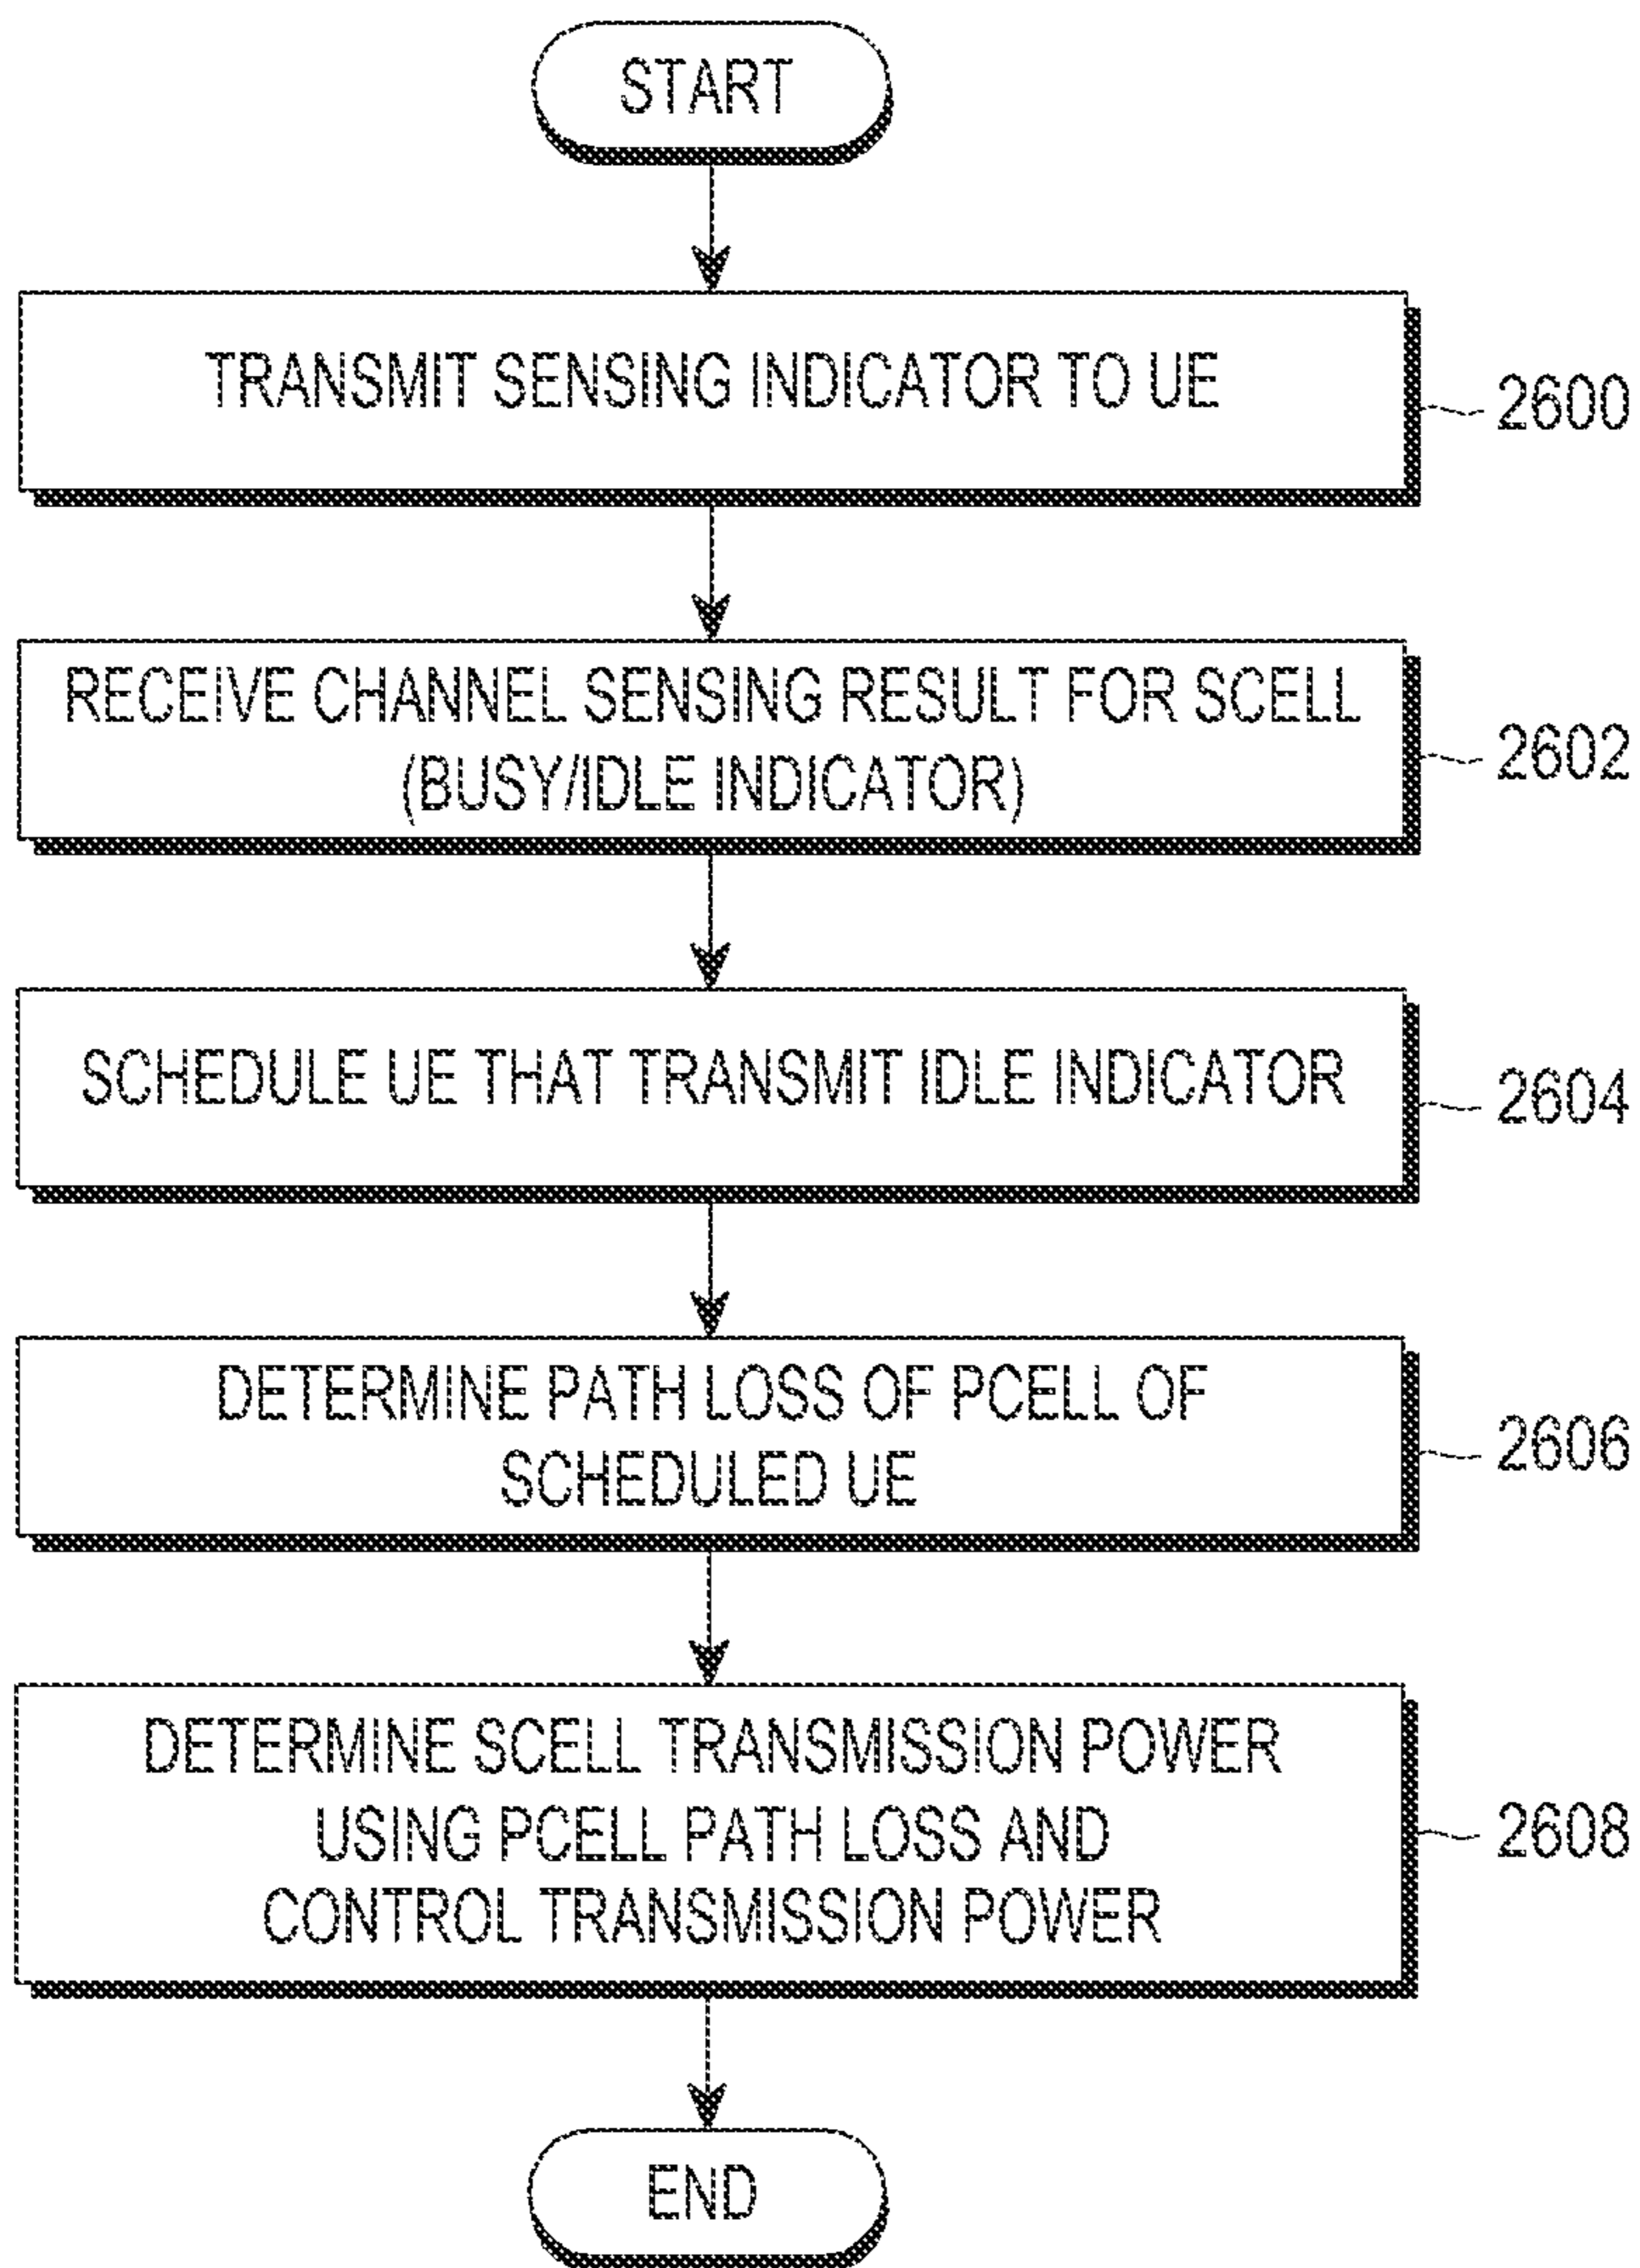 START
TRANSMIT SENSING INDICATOR TO UE
2600
RECEIVE CHANNEL SENSING RESULT FOR SCELL
(BUSY/IDLE INDICATOR)
2602
SCHEDULE UE THAT TRANSMIT IDLE INDICATOR
2604
DETERMINE PATH LOSS OF PCELL OF
SCHEDULED UE
2606
DETERMINE SCELL TRANSMISSION POWER
USING PCELL PATH LOSS AND
CONTROL TRANSMISSION POWER
2608
END